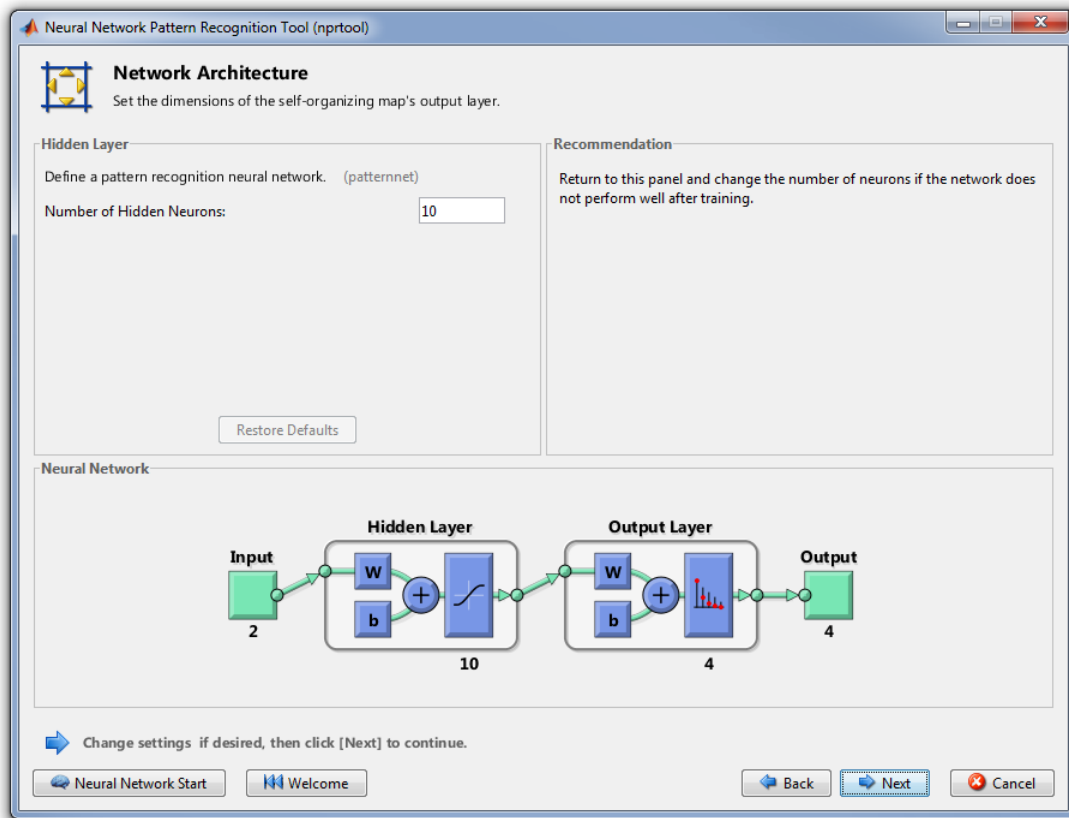 Neural Network Pattern Recognition Tool (nprtool)
Network Architecture
Set the dimensions of the self-organizing map's output layer.
Hidden Layer
Define a pattern recognition neural network. (patternnet)
Number of Hidden Neurons: 10
Restore Defaults
Recommendation
Return to this panel and change the number of neurons if the network does
not perform well after training.
Neural Network
Hidden Layer
Output Layer
Input
Output
W
W
b
b
2
4
10
4
Change settings if desired, then click [Next] to continue.
Neural Network Start
Welcome
Back
Next
Cancel